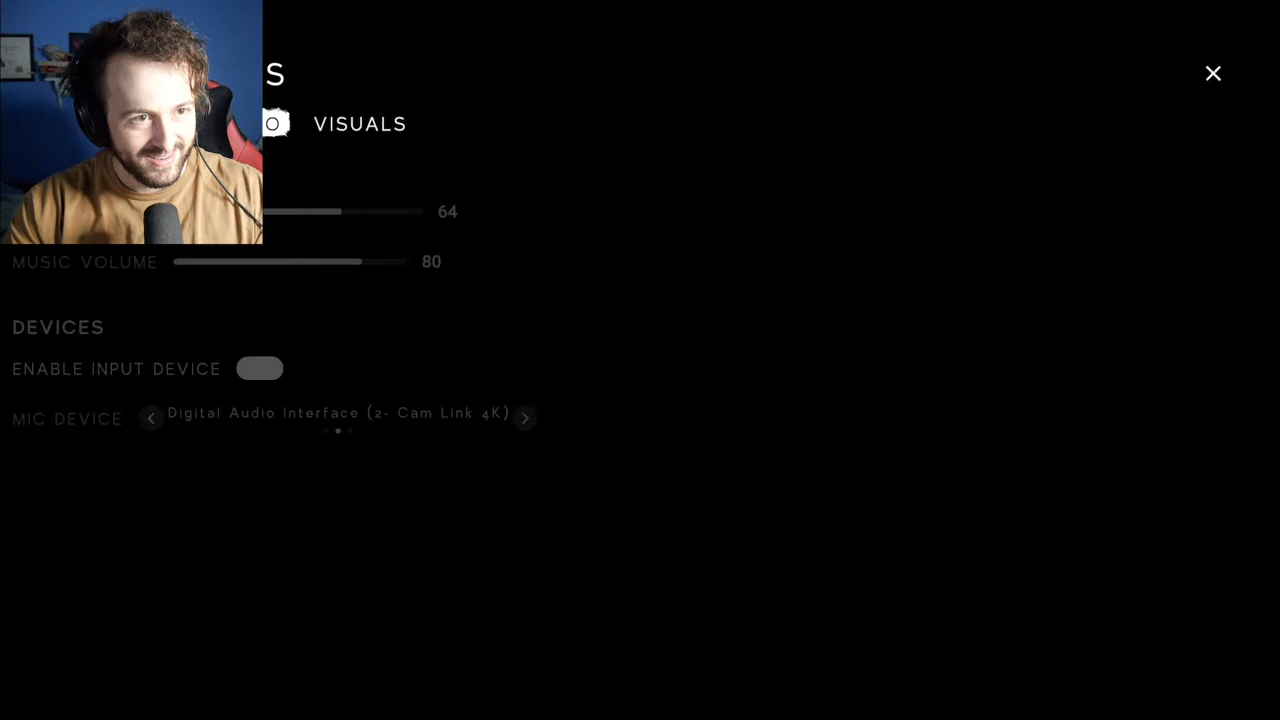 S
O VISUALS
64
MUSIC VOLUME 80
DEVICES
ENABLE INPUT DEVICE
MIC DEVICE Digital Audio Interface (2- Cam Link 4K)